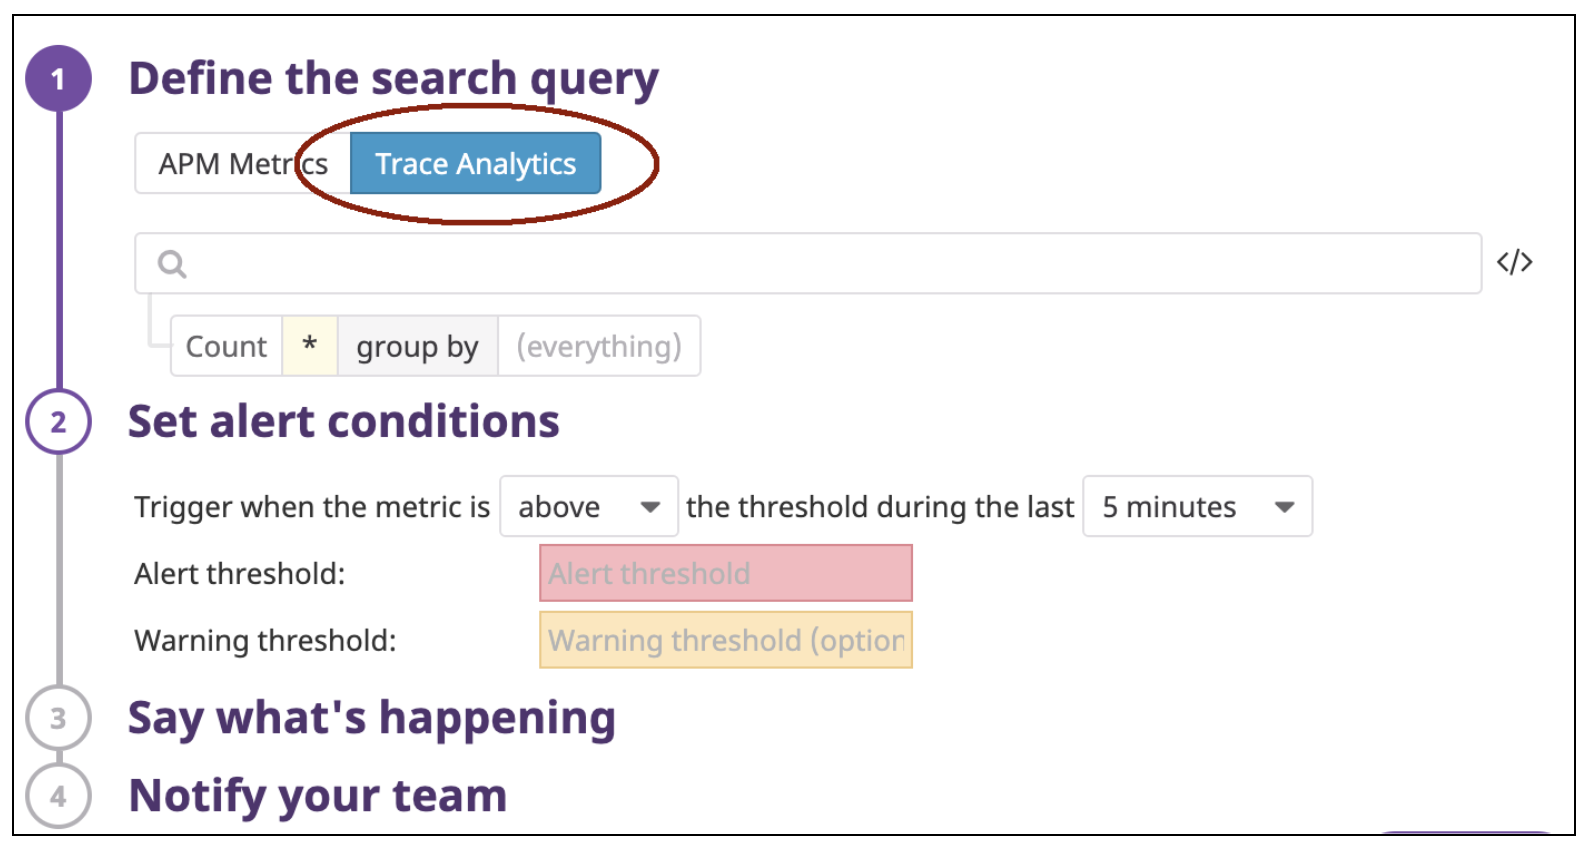 1 Define the search query
APM Metrics Trace Analytics
</>
Count * group by (everything)
2 Set alert conditions
Trigger when the metric is above the threshold during the last 5 minutes
Alert threshold: Alert threshold
Warning threshold: Warning threshold (option
3 Say what's happening
4 Notify your team